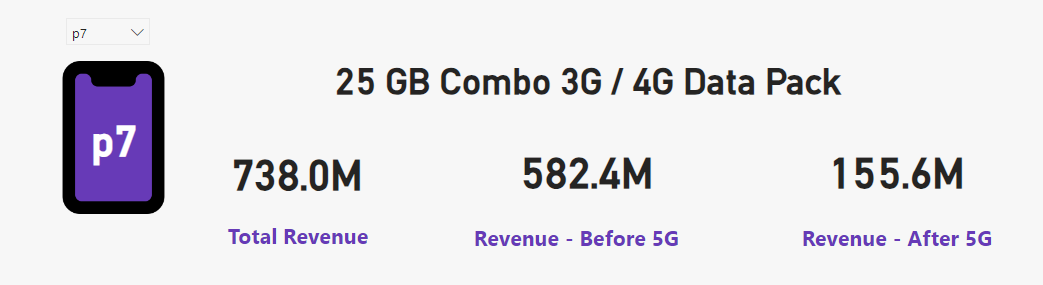 p7
p7
25 GB Combo 3G / 4G Data Pack
738.0M
582.4M
155.6M
Total Revenue
Revenue - Before 5G
Revenue - After 5G